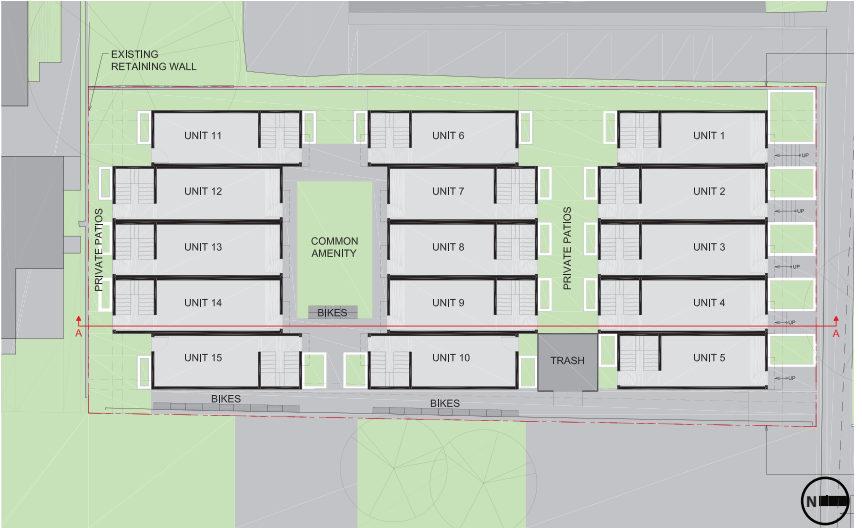 EXISTING
RETAINING WALL
UNIT 11
UNIT 6
UNIT 1
UP
UNIT 12
UNIT 7
UNIT 2
UP
PRIVATE PATIOS
UNIT 13
COMMON
AMENITY
UNIT 8
PRIVATE PATIOS
UNIT 3
UP
UNIT 14
BIKES
UNIT 9
UNIT 4
UP
A
A
UNIT 15
UNIT 10
TRASH
UNIT 5
UP
BIKES
BIKES
N